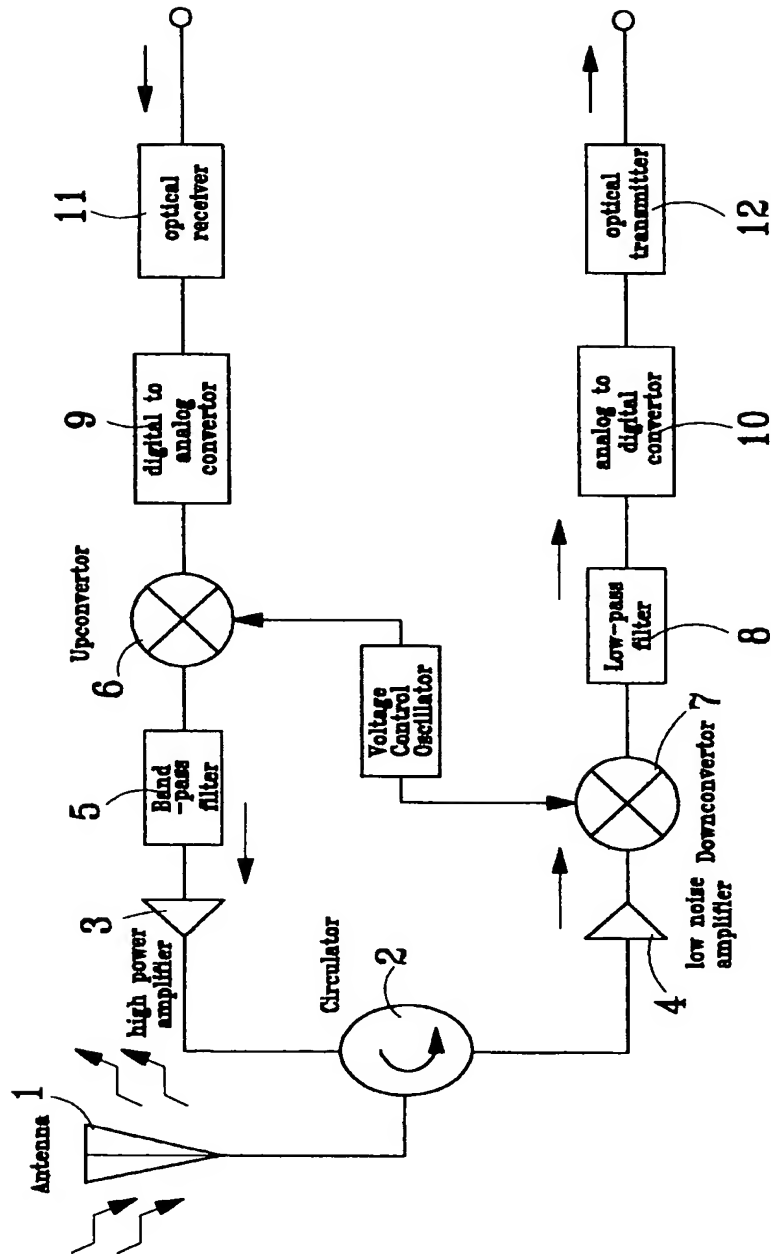 Antenna
1
high power
amplifier
3
5
Band
-pass
filter
Upconvertor
6
9
digital to
analog
convertor
11
optical
receiver
Circulator
2
Voltage
Control
Oscillator
low noise
amplifier
4
Downconvertor
7
Low-pass
filter
8
analog to
digital
convertor
10
optical
transmitter
12